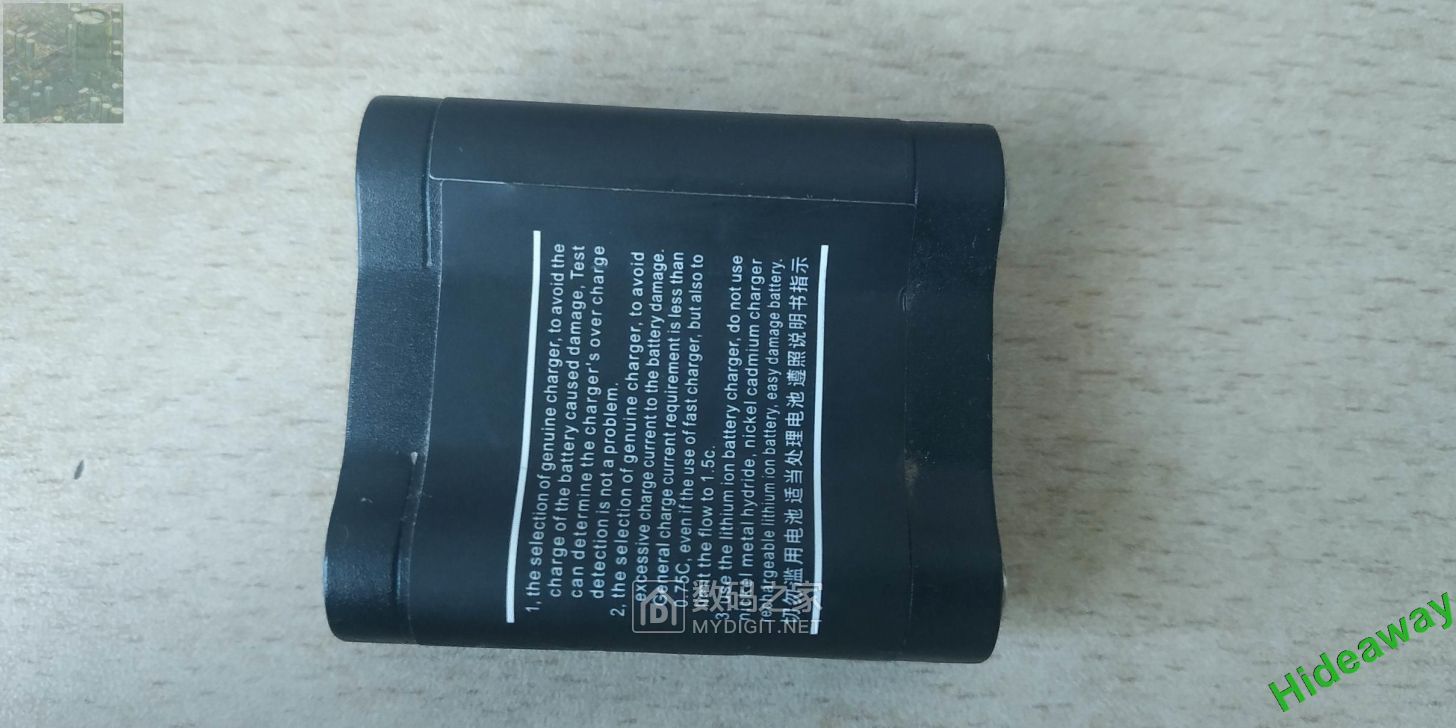 1, the selection of genuine charger, to avoid the
charge of the battery caused damage, Test
can determine the charger's over charge
detection is not a problem.
2, the selection of genuine charger, to avoid
excessive charge current to the battery damage.
General charge current requirement is less than
0.75C, even if the use of fast charger, but also to
limit the flow to 1.5c.
3, use the lithium ion battery charger, do not use
nickel metal hydride, nickel cadmium charger
rechargeable lithium ion battery, easy damage battery.
切勿滥用电池 适当处理电池 遵照说明书指示
数码之家
MYDIGIT.NET
Hideaway